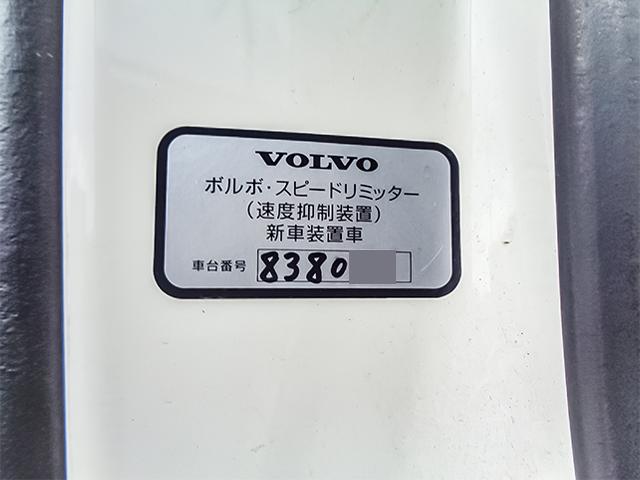 VOLVO
ボルボ・スピードリミッター
（速度抑制装置）
新車装置車
車台番号 8380